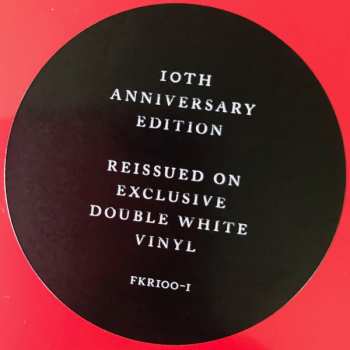 10TH
ANNIVERSARY
EDITION
REISSUED ON
EXCLUSIVE
DOUBLE WHITE
VINYL
FKR100-1